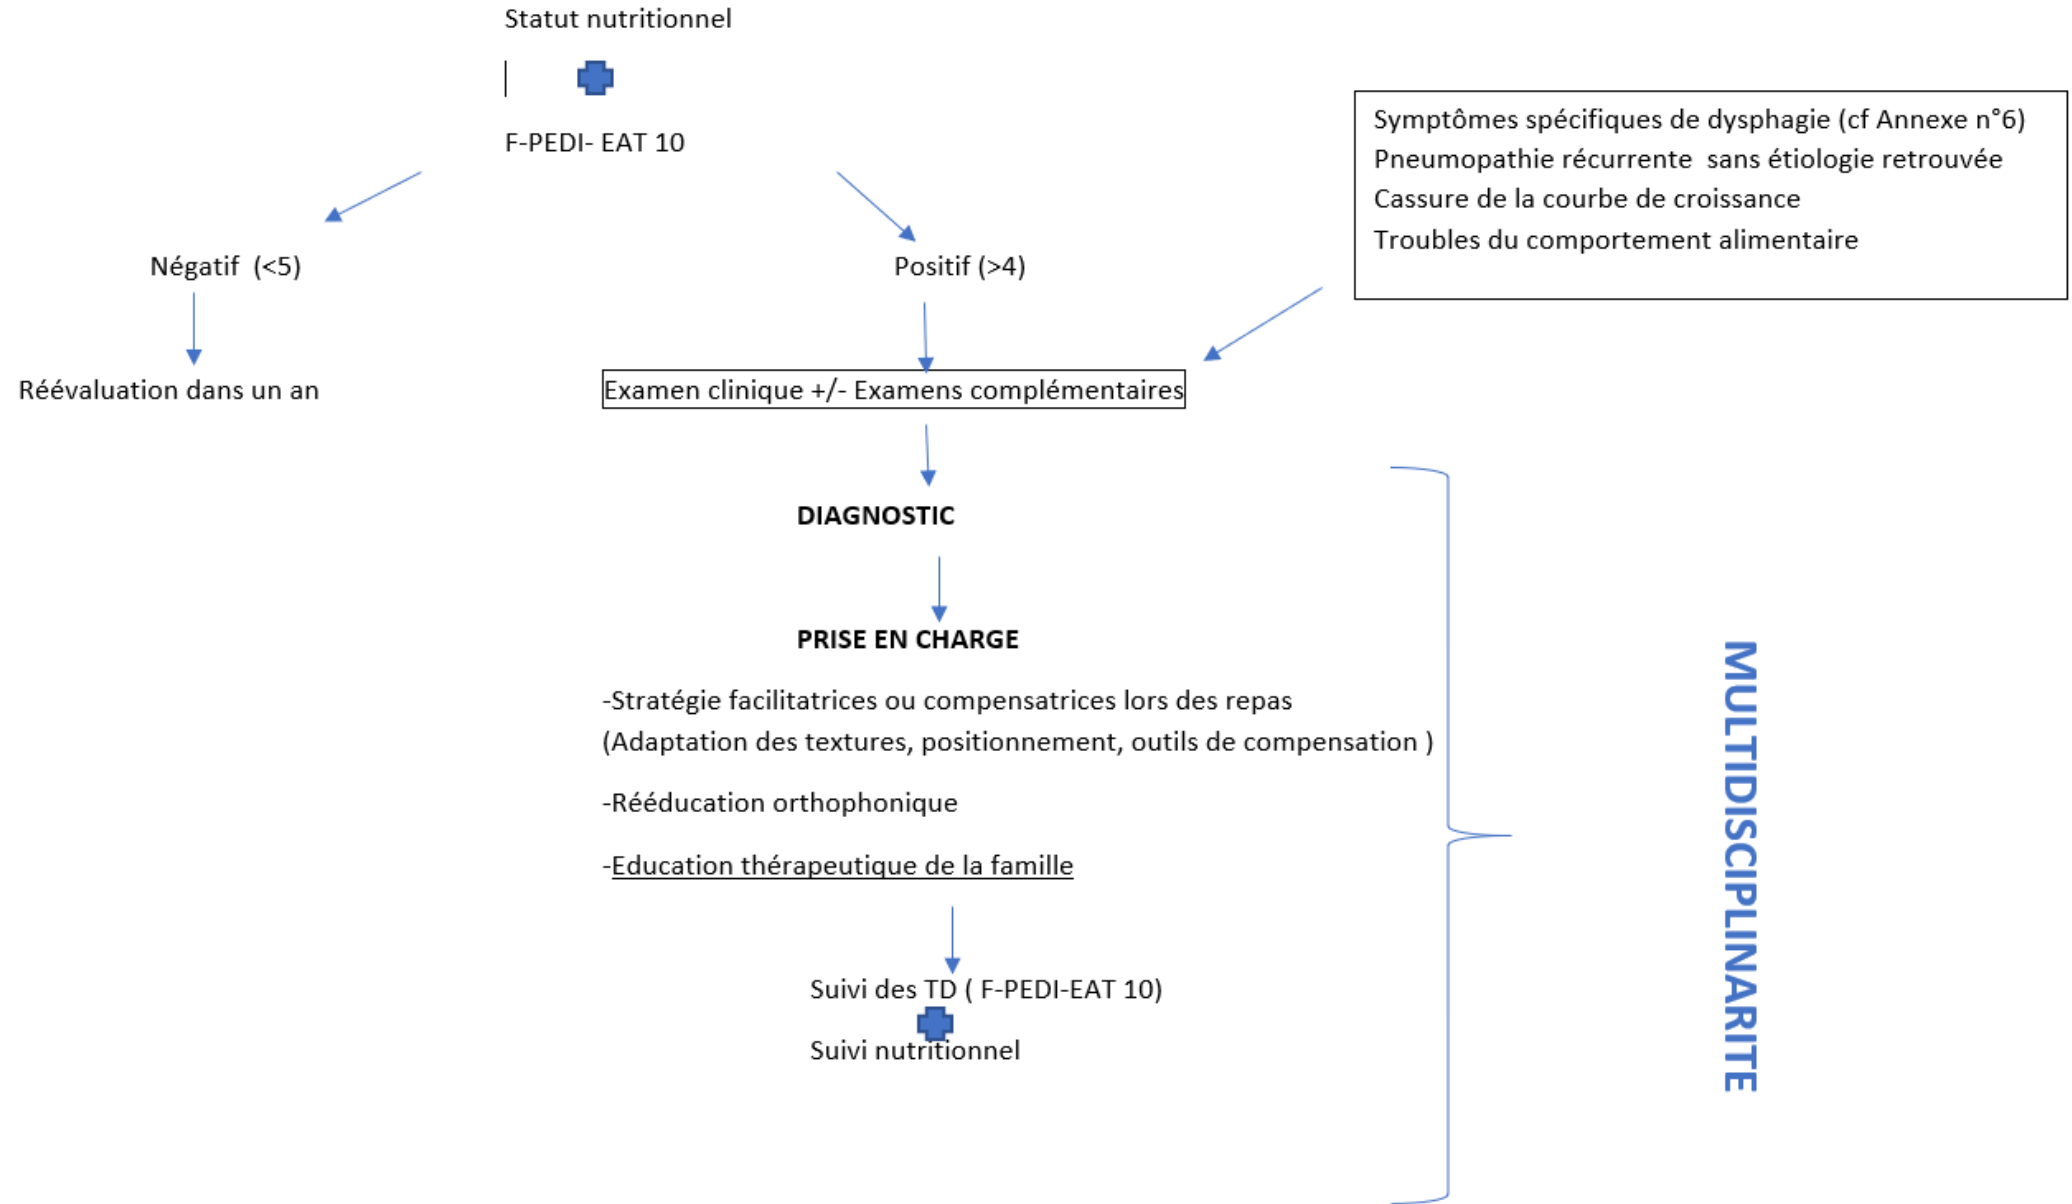 Statut nutritionnel
F-PEDI- EAT 10
Symptômes spécifiques de dysphagie (cf Annexe n°6)
Pneumopathie récurrente  sans étiologie retrouvée
Cassure de la courbe de croissance
Troubles du comportement alimentaire
Négatif  (<5)
Positif (>4)
Réévaluation dans un an
Examen clinique +/- Examens complémentaires
DIAGNOSTIC
PRISE EN CHARGE
-Stratégie facilitatrices ou compensatrices lors des repas
(Adaptation des textures, positionnement, outils de compensation )
-Rééducation orthophonique
-Education thérapeutique de la famille
Suivi des TD ( F-PEDI-EAT 10)
Suivi nutritionnel
MULTIDISCIPLINARITE